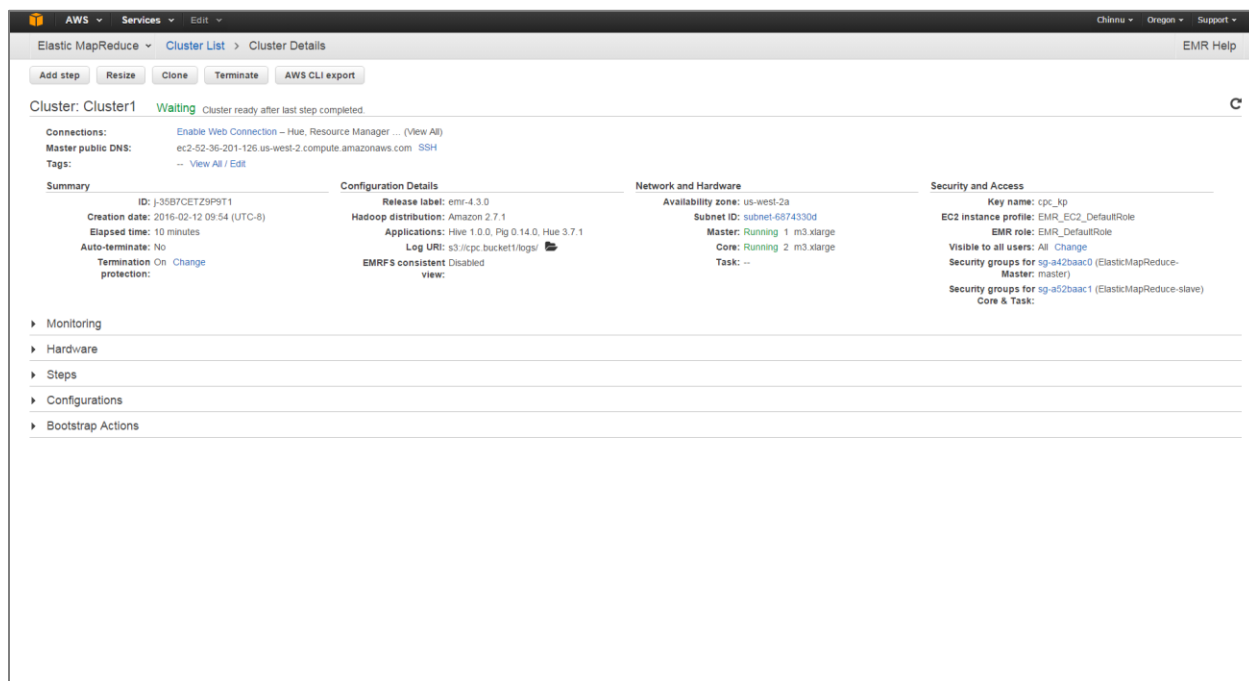 AWS Services Edit Chinnu Oregon Support
Elastic MapReduce Cluster List > Cluster Details EMR Help
Add step Resize Clone Terminate AWS CLI export
Cluster: Cluster1 Waiting Cluster ready after last step completed.
Connections: Enable Web Connection – Hue, Resource Manager ... (View All)
Master public DNS: ec2-52-36-201-126.us-west-2.compute.amazonaws.com SSH
Tags: -- View All / Edit
Summary
ID: j-35B7CETZ9P9T1
Creation date: 2016-02-12 09:54 (UTC-8)
Elapsed time: 10 minutes
Auto-terminate: No
Termination On Change
protection:
Configuration Details
Release label: emr-4.3.0
Hadoop distribution: Amazon 2.7.1
Applications: Hive 1.0.0, Pig 0.14.0, Hue 3.7.1
Log URI: s3://cpc.bucket1/logs/
EMRFS consistent Disabled
view:
Network and Hardware
Availability zone: us-west-2a
Subnet ID: subnet-6874330d
Master: Running 1 m3.xlarge
Core: Running 2 m3.xlarge
Task: --
Security and Access
Key name: cpc_kp
EC2 instance profile: EMR_EC2_DefaultRole
EMR role: EMR_DefaultRole
Visible to all users: All Change
Security groups for sg-a42baac0 (ElasticMapReduce-
Master: master)
Security groups for sg-a52baac1 (ElasticMapReduce-slave)
Core & Task:
Monitoring
Hardware
Steps
Configurations
Bootstrap Actions